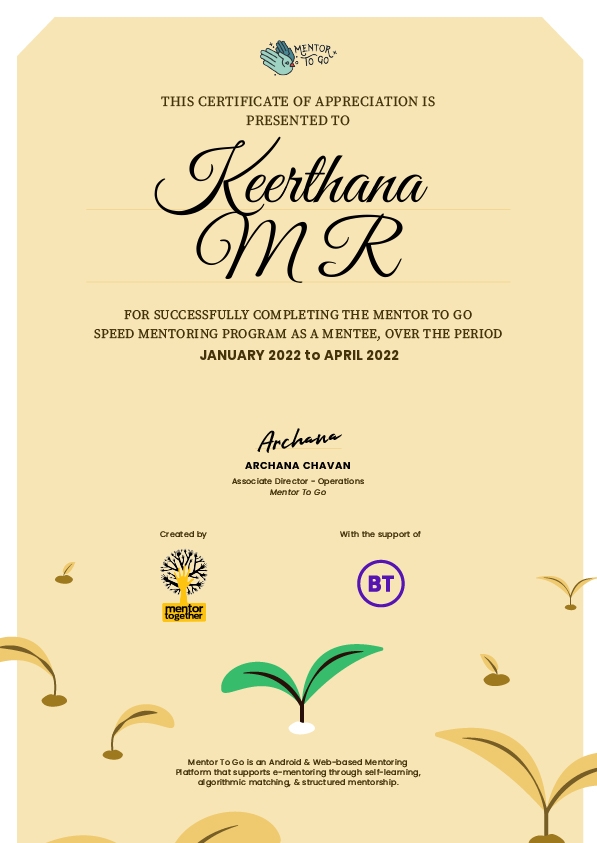 MENTOR
TO GO
THIS CERTIFICATE OF APPRECIATION IS
PRESENTED TO
Keerthana
M R
FOR SUCCESSFULLY COMPLETING THE MENTOR TO GO
SPEED MENTORING PROGRAM AS A MENTEE, OVER THE PERIOD
JANUARY 2022 to APRIL 2022
Archana
ARCHANA CHAVAN
Associate Director - Operations
Mentor To Go
Created by
With the support of
mentor
together
BT
Mentor To Go is an Android & Web-based Mentoring
Platform that supports e-mentoring through self-learning,
algorithmic matching, & structured mentorship.